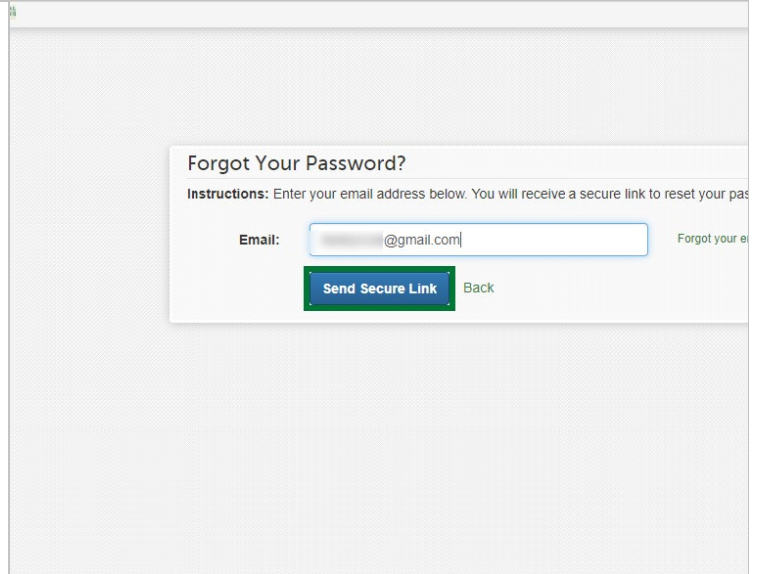 Forgot Your Password?
Instructions: Enter your email address below. You will receive a secure link to reset your pas
Email: @gmail.com Forgot your e
Send Secure Link Back